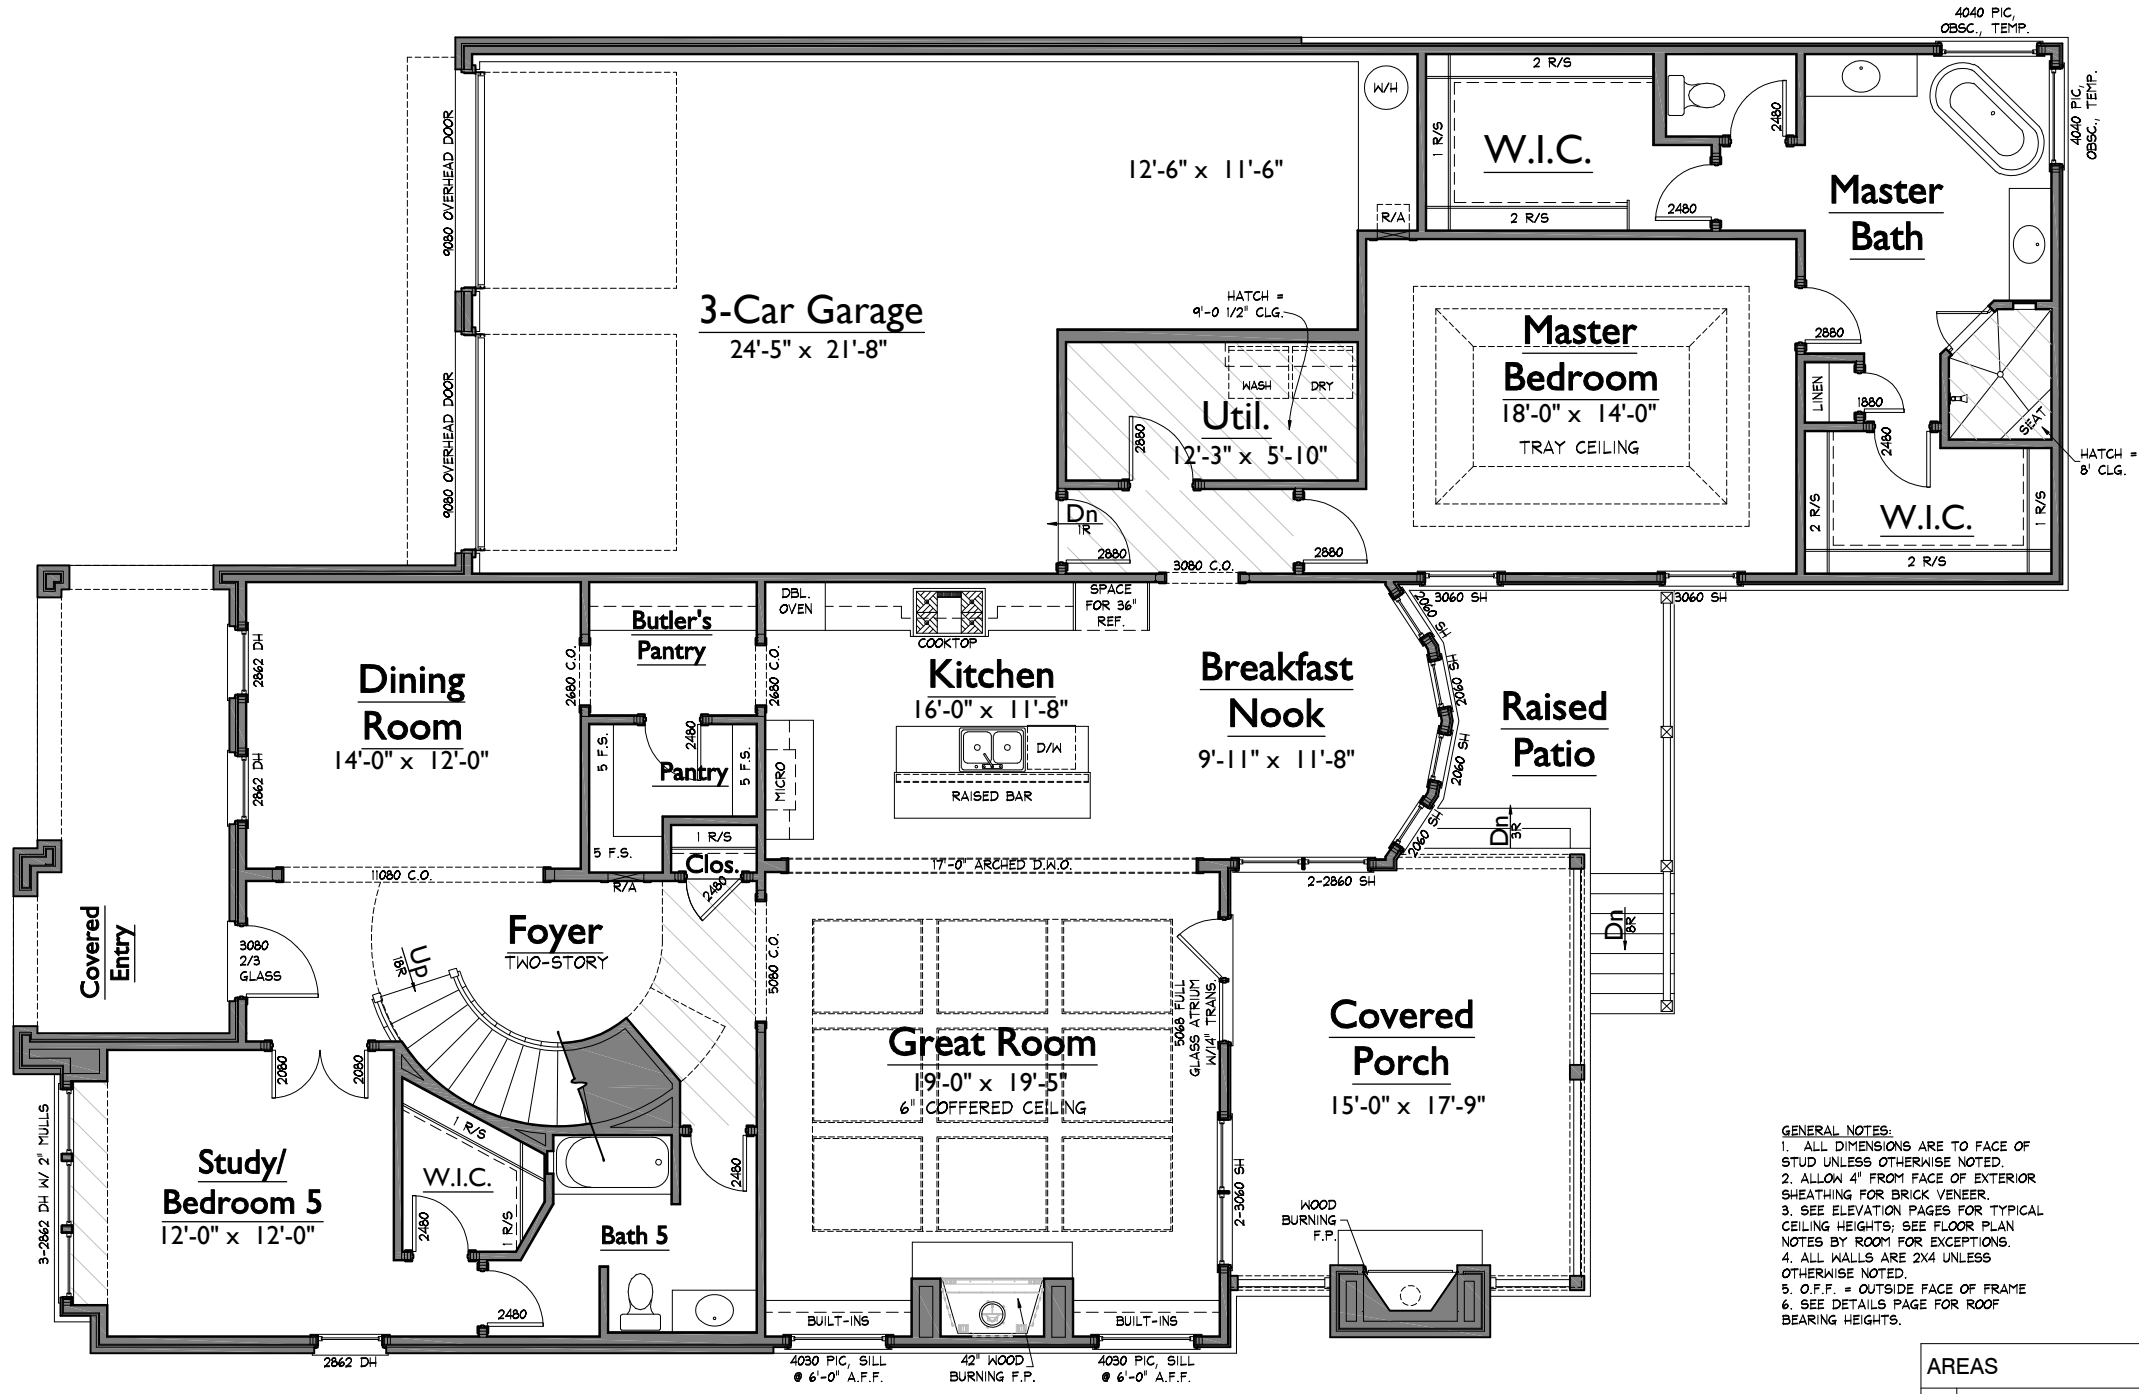 4040 PIC,
OBSC., TEMP.
4040 PIC,
OBSC., TEMP.
2 R/S
W/H
1 R/S
W.I.C.
2480
2480
2 R/S
R/A
Master
Bath
12'-6" x 11'-6"
9080 OVERHEAD DOOR
3-Car Garage
24'-5" x 21'-8"
9080 OVERHEAD DOOR
HATCH =
9'-0 1/2" CLG.
WASH
DRY
Util.
12'-3" x 5'-10"
2880
Master
Bedroom
18'-0" x 14'-0"
TRAY CEILING
2880
LINEN
1880
2480
SEAT
HATCH =
8' CLG.
2 R/S
W.I.C.
1 R/S
2 R/S
Dn
1R
2880
2880
3080 C.O.
3060 SH
3060 SH
DBL.
OVEN
COOKTOP
SPACE
FOR 36"
REF.
2060 SH
2060 SH
2060 SH
2060 SH
2862 DH
2862 DH
Dining
Room
14'-0" x 12'-0"
Butler's
Pantry
2680 C.O.
2680 C.O.
Kitchen
16'-0" x 11'-8"
D/W
RAISED BAR
Breakfast
Nook
9'-11" x 11'-8"
Raised
Patio
5 F.S.
2480
Pantry
5 F.S.
5 F.S.
MICRO
1 R/S
Clos.
2480
R/A
11080 C.O.
17'-0" ARCHED D.W.O.
2-2860 SH
Dn
3R
Dn
8R
Covered
Entry
3080
2/3
GLASS
Up
18R
Foyer
TWO-STORY
5080 C.O.
Great Room
19'-0" x 19'-5"
6" COFFERED CEILING
5068 FULL
GLASS ATRIUM
W/14" TRANS.
Covered
Porch
15'-0" x 17'-9"
2080
2080
3-2862 DH W/ 2" MULLS
Study/
Bedroom 5
12'-0" x 12'-0"
1 R/S
W.I.C.
1 R/S
2480
2480
Bath 5
2480
2-3060 SH
WOOD
BURNING
F.P.
BUILT-INS
BUILT-INS
2862 DH
4030 PIC, SILL
@ 6'-0" A.F.F.
42" WOOD
BURNING F.P.
4030 PIC, SILL
@ 6'-0" A.F.F.
GENERAL NOTES:
1. ALL DIMENSIONS ARE TO FACE OF
STUD UNLESS OTHERWISE NOTED.
2. ALLOW 4" FROM FACE OF EXTERIOR
SHEATHING FOR BRICK VENEER.
3. SEE ELEVATION PAGES FOR TYPICAL
CEILING HEIGHTS; SEE FLOOR PLAN
NOTES BY ROOM FOR EXCEPTIONS.
4. ALL WALLS ARE 2X4 UNLESS
OTHERWISE NOTED.
5. O.F.F. = OUTSIDE FACE OF FRAME
6. SEE DETAILS PAGE FOR ROOF
BEARING HEIGHTS.
AREAS